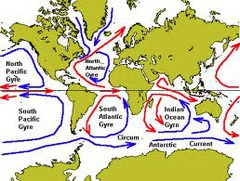 North
Pacific
Gyre
North
Atlantic
Gyre
South
Pacific
Gyre
South
Atlantic
Gyre
Indian
Ocean
Gyre
Circum - Antarctic Current